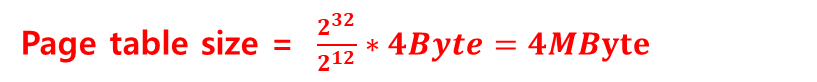 Page table size = 2^32 / 2^12 * 4Byte = 4MByte